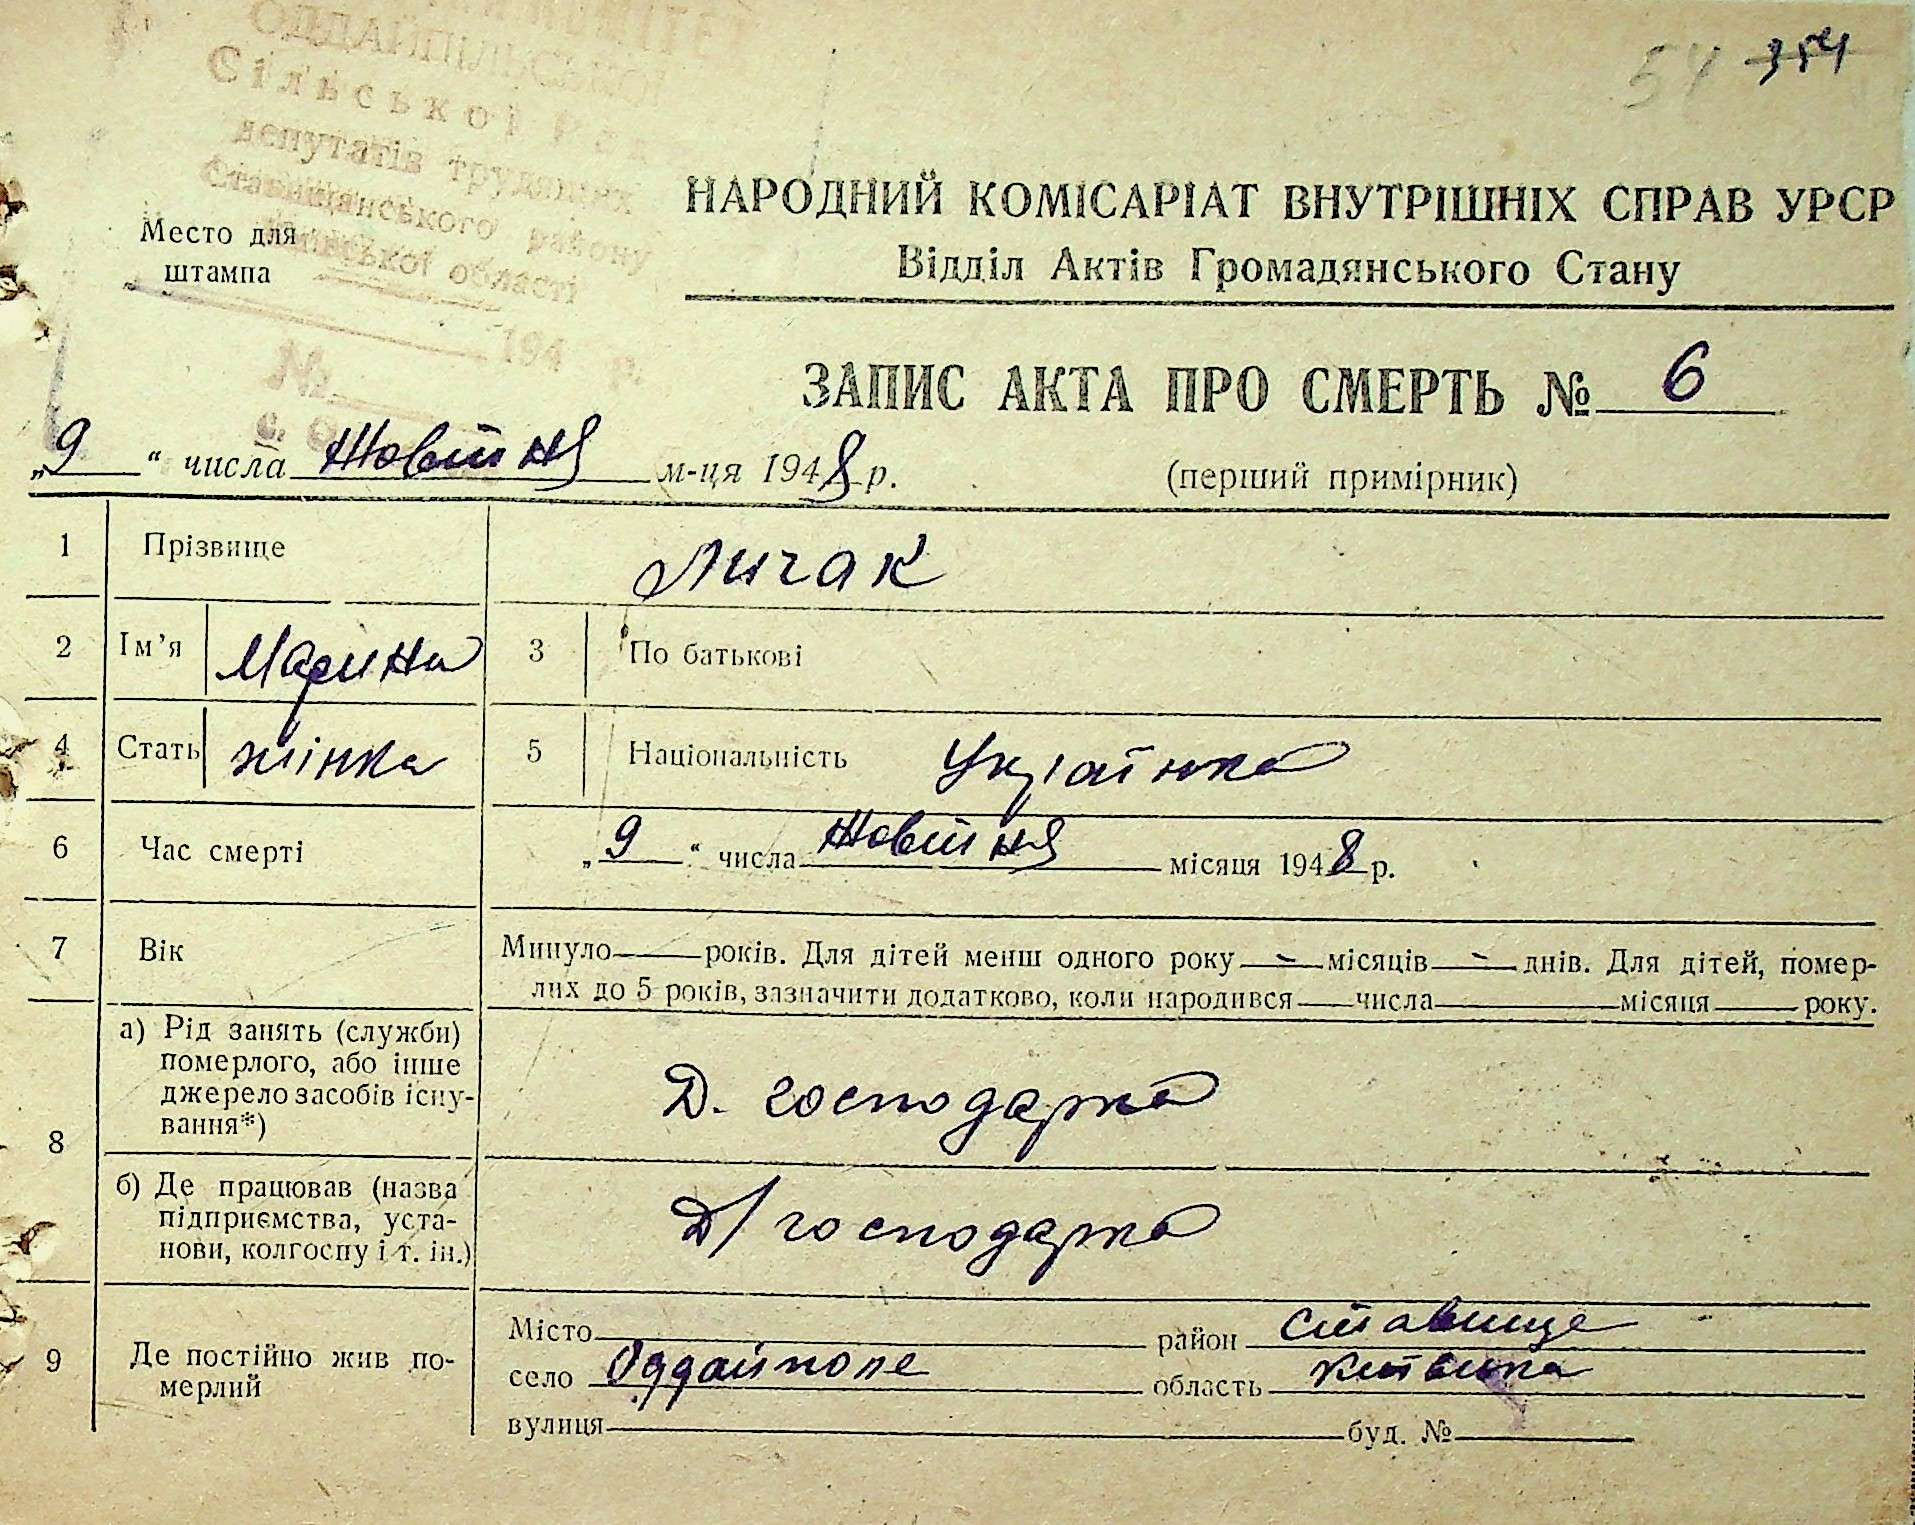 ОДДАЙПІЛЬСЬКОЇ
Сільської
депутатів трудящих
Ставищанського району
області
194 р.
№
54 354
Место для
штампа
НАРОДНИЙ КОМІСАРІАТ ВНУТРІШНІХ СПРАВ УРСР
Відділ Актів Громадянського Стану
ЗАПИС АКТА ПРО СМЕРТЬ № 6
„9“ числа Жовтня м-ця 1948 р. (перший примірник)
1 Прізвище Личак
2 Ім’я Марина 3 По батькові
4 Стать жінка 5 Національність Українка
6 Час смерті „9“ числа Жовтня місяця 1948 р.
7 Вік Минуло — років. Для дітей менш одного року — місяців — днів. Для дітей, помер-
лих до 5 років, зазначити додатково, коли народився — числа — місяця — року.
8 а) Рід занять (служби)
померлого, або інше
джерело засобів існу-
вання*)
Д. господарка
б) Де працював (назва
підприємства, уста-
нови, колгоспу і т. ін.)
Д/господарка
9 Де постійно жив по-
мерлий
Місто район Ставище
село Оддайполе область Київська
вулиця буд. №